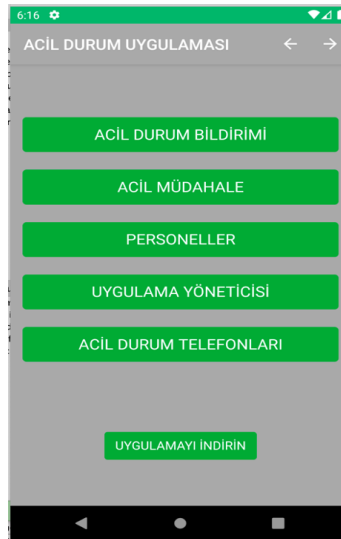 6:16
ACİL DURUM UYGULAMASI
ACİL DURUM BİLDİRİMİ
ACİL MÜDAHALE
PERSONELLER
UYGULAMA YÖNETİCİSİ
ACİL DURUM TELEFONLARI
UYGULAMAYI İNDİRİN